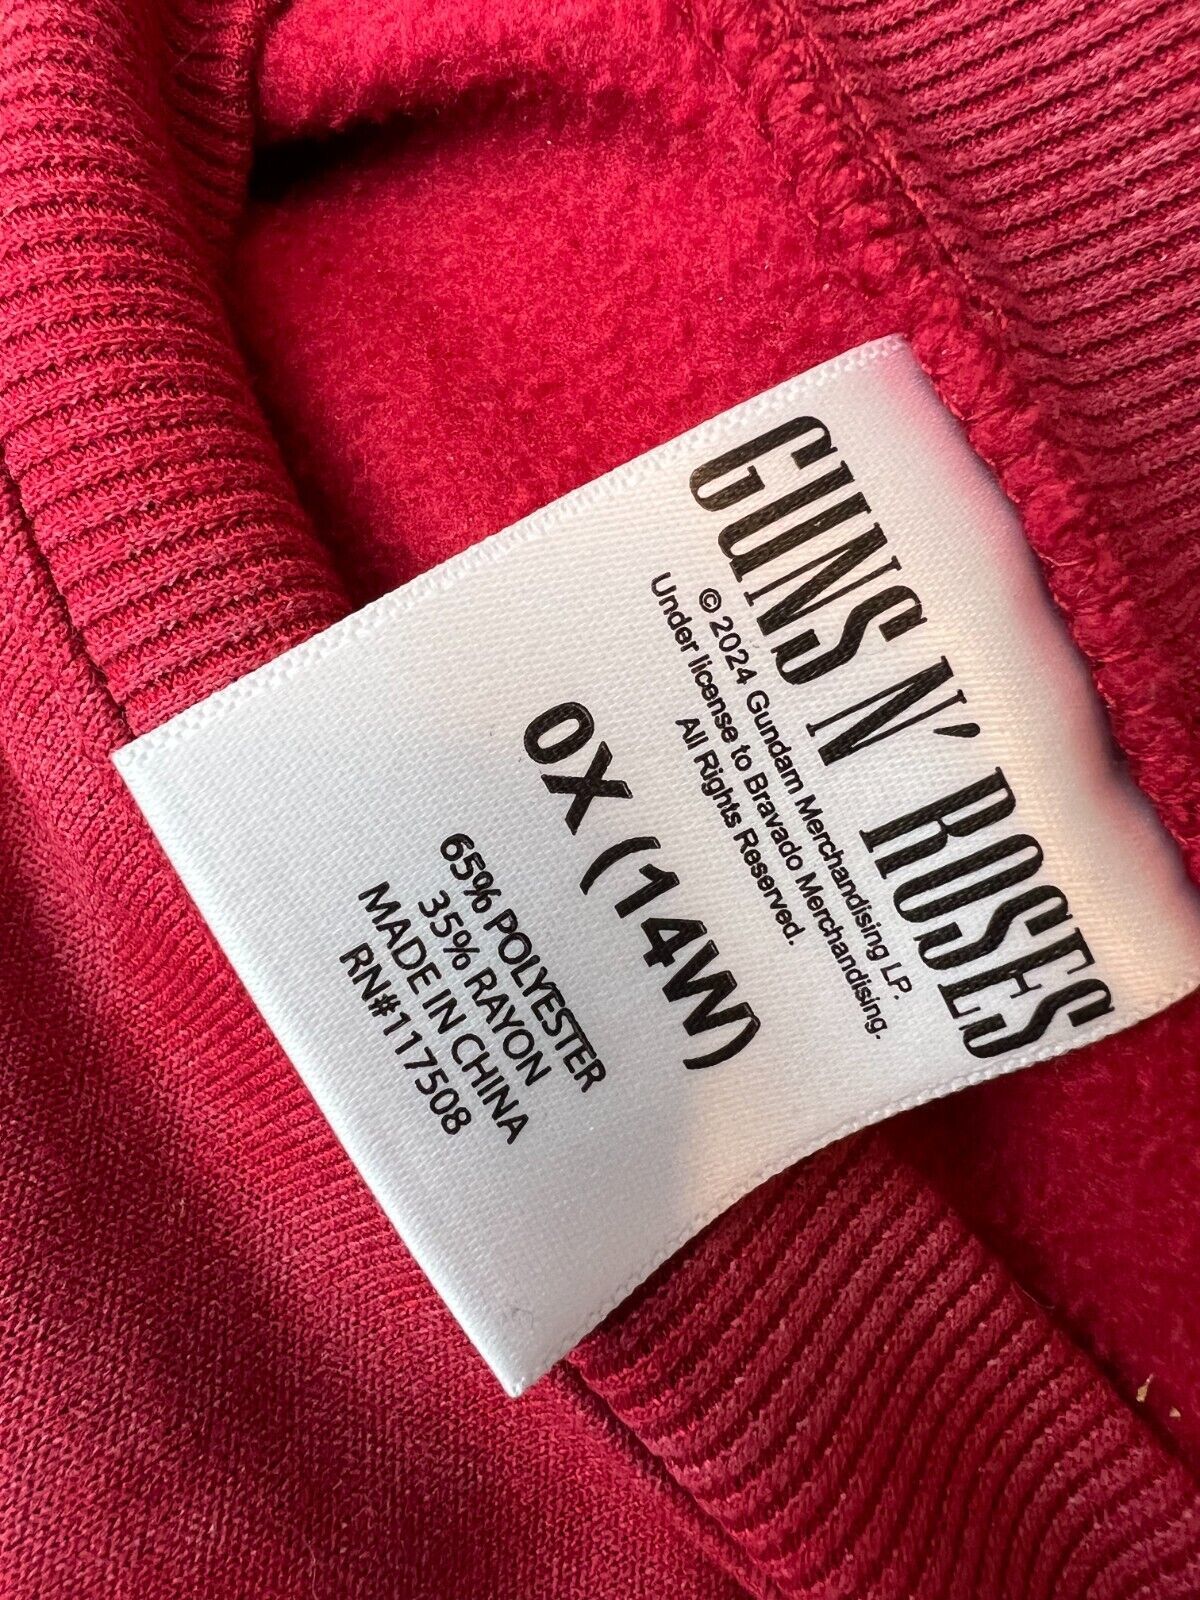 GUNS N' ROSES
© 2024 Gundam Merchandising LP.
Under license to Bravado Merchandising.
All Rights Reserved.
0X (14W)
65% POLYESTER
35% RAYON
MADE IN CHINA
RN#117508